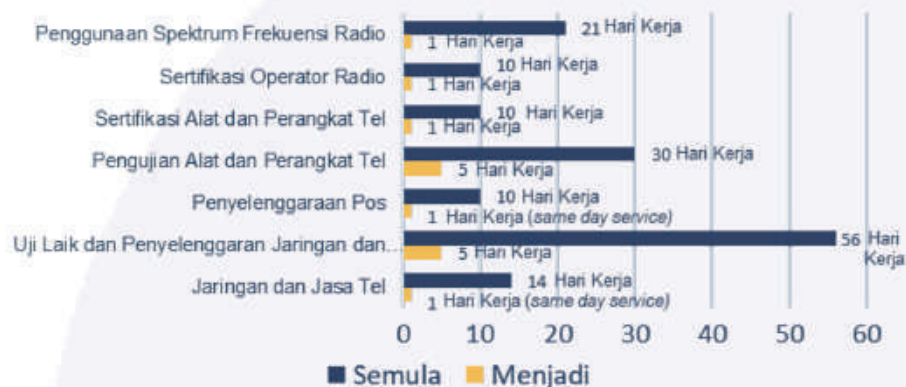 Penggunaan Spektrum Frekuensi Radio
21 Hari Kerja
1 Hari Kerja
Sertifikasi Operator Radio
10 Hari Kerja
1 Hari Kerja
Sertifikasi Alat dan Perangkat Tel
10 Hari Kerja
1 Hari Kerja
Pengujian Alat dan Perangkat Tel
30 Hari Kerja
5 Hari Kerja
Penyelenggaraan Pos
10 Hari Kerja
1 Hari Kerja (same day service)
Uji Laik dan Penyelenggaran Jaringan dan...
56 Hari
Kerja
5 Hari Kerja
Jaringan dan Jasa Tel
14 Hari Kerja
1 Hari Kerja (same day service)
0 10 20 30 40 50 60
Semula Menjadi